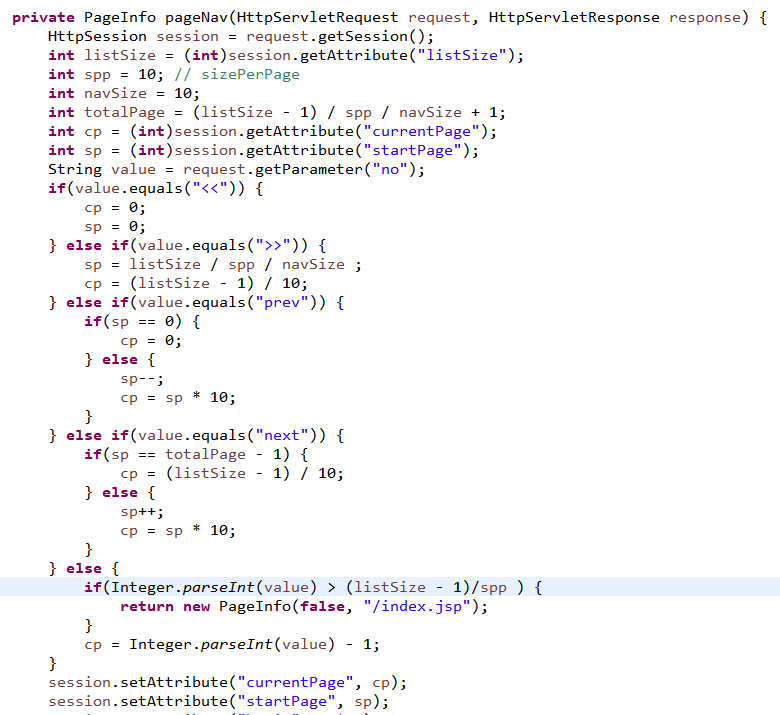 private PageInfo pageNav(HttpServletRequest request, HttpServletResponse response) {
    HttpSession session = request.getSession();
    int listSize = (int)session.getAttribute("listSize");
    int spp = 10; // sizePerPage
    int navSize = 10;
    int totalPage = (listSize - 1) / spp / navSize + 1;
    int cp = (int)session.getAttribute("currentPage");
    int sp = (int)session.getAttribute("startPage");
    String value = request.getParameter("no");
    if(value.equals("<<")) {
        cp = 0;
        sp = 0;
    } else if(value.equals(">>")) {
        sp = listSize / spp / navSize ;
        cp = (listSize - 1) / 10;
    } else if(value.equals("prev")) {
        if(sp == 0) {
            cp = 0;
        } else {
            sp--;
            cp = sp * 10;
        }
    } else if(value.equals("next")) {
        if(sp == totalPage - 1) {
            cp = (listSize - 1) / 10;
        } else {
            sp++;
            cp = sp * 10;
        }
    } else {
        if(Integer.parseInt(value) > (listSize - 1)/spp ) {
            return new PageInfo(false, "/index.jsp");
        }
        cp = Integer.parseInt(value) - 1;
    }
    session.setAttribute("currentPage", cp);
    session.setAttribute("startPage", sp);